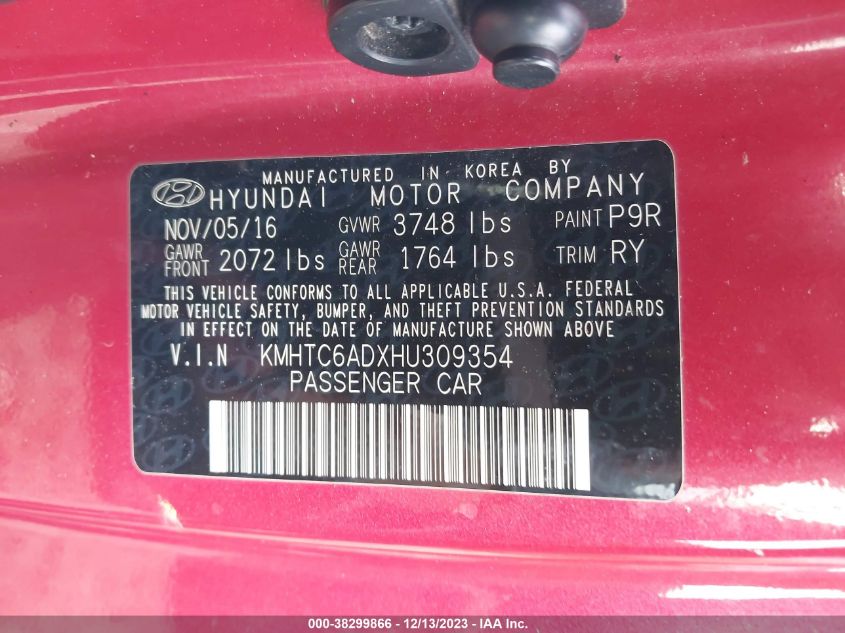 MANUFACTURED IN KOREA BY
HYUNDAI MOTOR COMPANY
NOV/05/16 GVWR 3748 lbs PAINT P9R
GAWR FRONT 2072 lbs GAWR REAR 1764 lbs TRIM RY
THIS VEHICLE CONFORMS TO ALL APPLICABLE U.S.A. FEDERAL
MOTOR VEHICLE SAFETY, BUMPER, AND THEFT PREVENTION STANDARDS
IN EFFECT ON THE DATE OF MANUFACTURE SHOWN ABOVE
V.I.N KMHTC6ADXHU309354
PASSENGER CAR
000-38299866 - 12/13/2023 - IAA Inc.